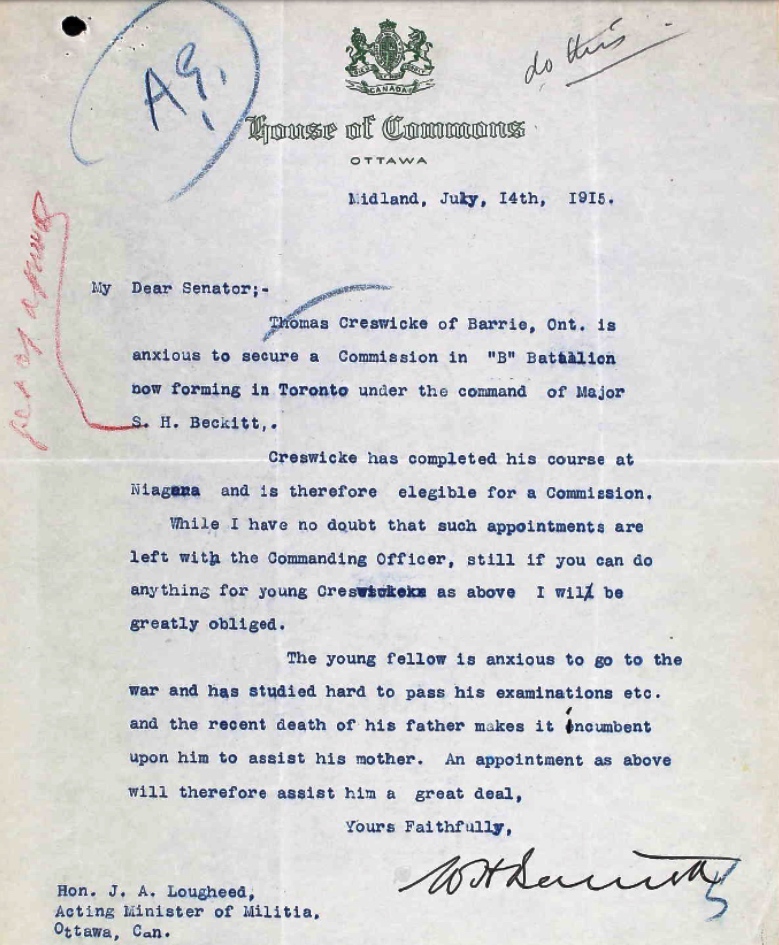 A.G.
do this
CANADA
House of Commons
OTTAWA
Midland, July, 14th, 1915.
My Dear Senator;-
Thomas Creswicke of Barrie, Ont. is
anxious to secure a Commission in "B" Battalion
now forming in Toronto under the command of Major
S. H. Beckitt,.
Creswicke has completed his course at
Niagara and is therefore elegible for a Commission.
While I have no doubt that such appointments are
left with the Commanding Officer, still if you can do
anything for young Creswicke as above I will be
greatly obliged.
The young fellow is anxious to go to the
war and has studied hard to pass his examinations etc.
and the recent death of his father makes it incumbent
upon him to assist his mother. An appointment as above
will therefore assist him a great deal,
Yours Faithfully,
W H Bennett
Hon. J. A. Lougheed,
Acting Minister of Militia,
Ottawa, Can.